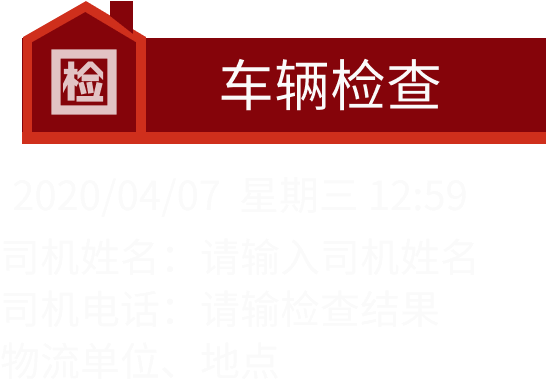 检
车辆检查
2020/04/07 星期三 12:59
司机姓名：请输入司机姓名
司机电话：请输检查结果
物流单位、地点